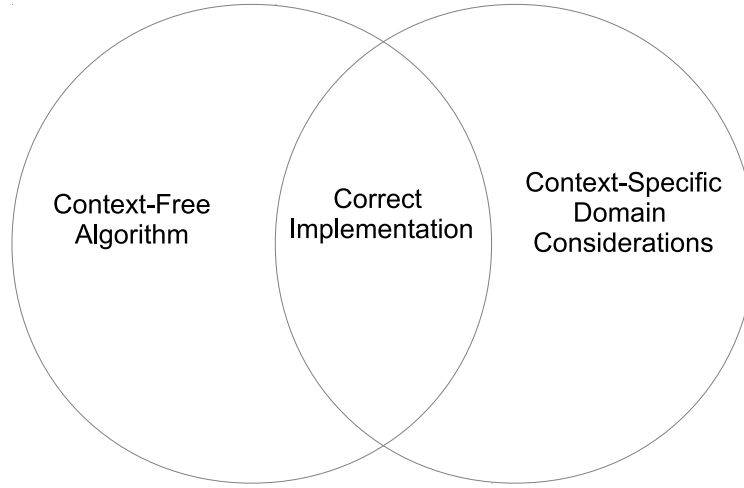 Context-Free
Algorithm
Correct
Implementation
Context-Specific
Domain
Considerations